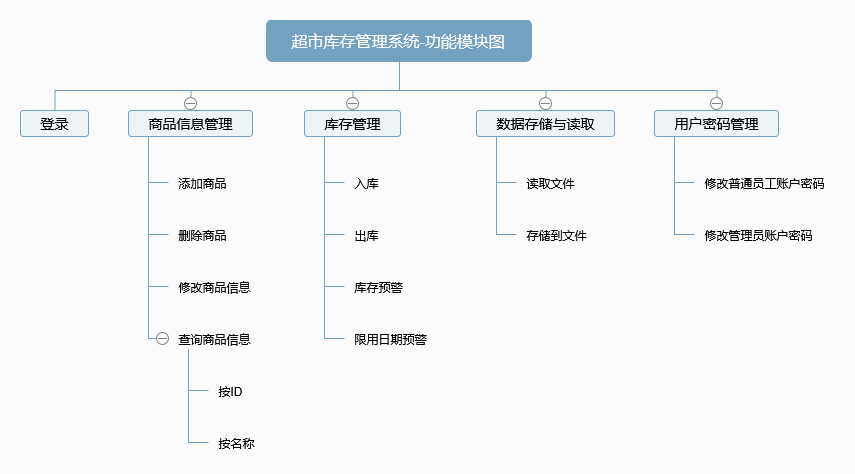 超市库存管理系统-功能模块图
登录
商品信息管理
库存管理
数据存储与读取
用户密码管理
添加商品
入库
读取文件
修改普通员工账户密码
删除商品
出库
存储到文件
修改管理员账户密码
修改商品信息
库存预警
查询商品信息
限用日期预警
按ID
按名称